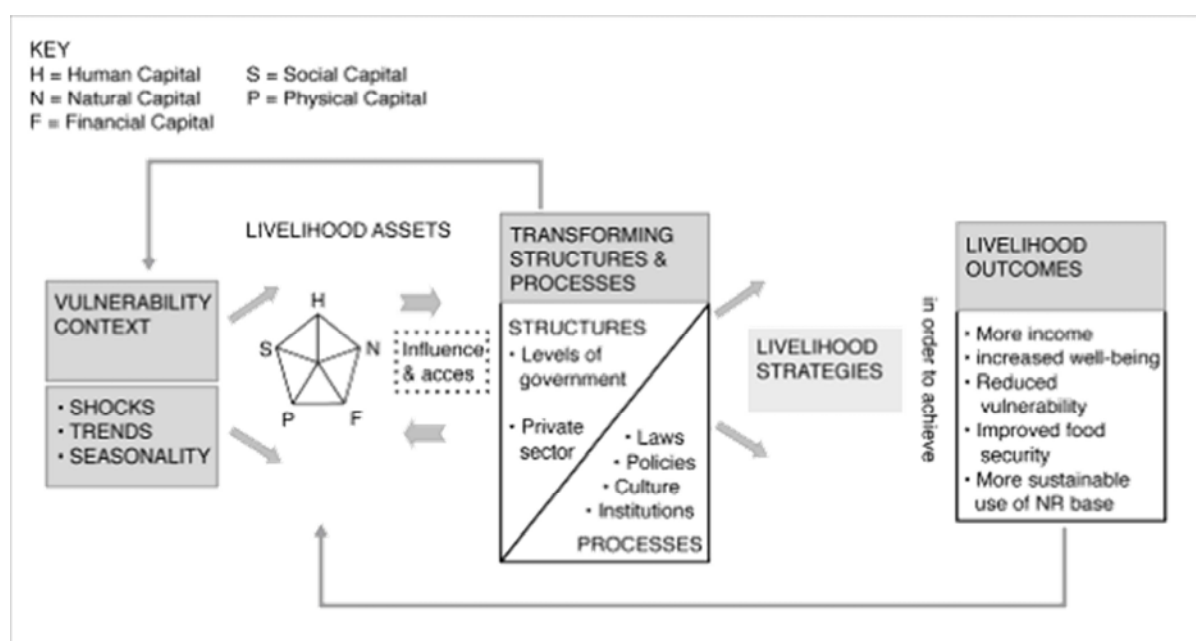 KEY
H = Human Capital
S = Social Capital
N = Natural Capital
P = Physical Capital
F = Financial Capital
LIVELIHOOD ASSETS
VULNERABILITY
CONTEXT
• SHOCKS
• TRENDS
• SEASONALITY
H
S
N
P
F
Influence
& acces
TRANSFORMING
STRUCTURES &
PROCESSES
STRUCTURES
• Levels of
government
• Private
sector
• Laws
• Policies
• Culture
• Institutions
PROCESSES
LIVELIHOOD
STRATEGIES
in order to achieve
LIVELIHOOD
OUTCOMES
• More income
• increased well-being
• Reduced
vulnerability
• Improved food
security
• More sustainable
use of NR base